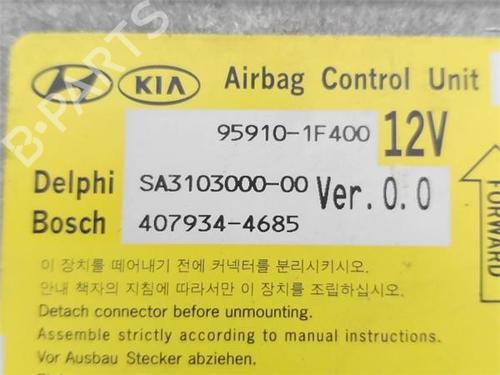 KIA Airbag Control Unit
95910-1F400 12V
Delphi SA3103000-00 Ver. 0.0
Bosch 407934-4685
FORWARD
이 장치를 떼어내기 전에 커넥터를 분리시키시오.
안내 책자의 지침에 따라서만 이 장치를 조립하십시오.
Detach connector before unmounting.
Assemble strictly according to manual instructions.
Vor Ausbau Stecker abziehen.
B-PARTS